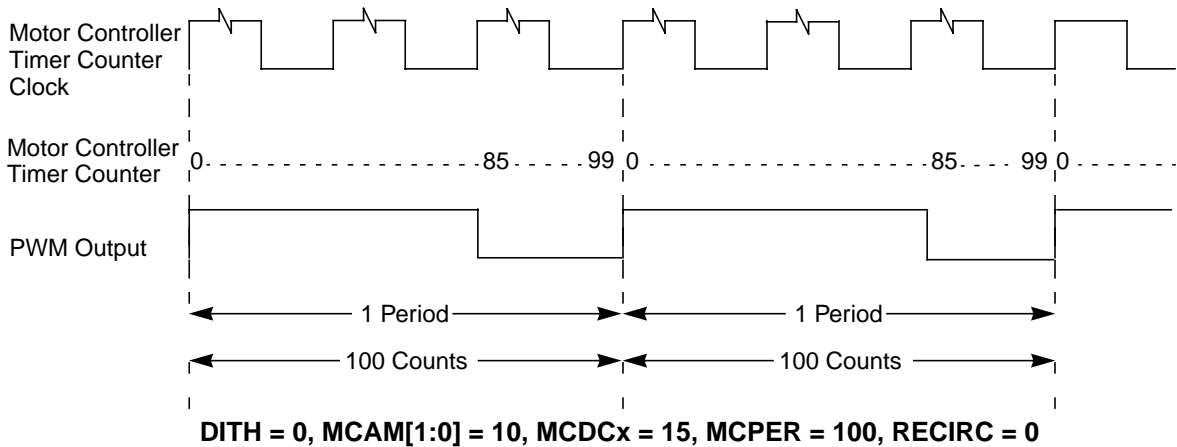 Motor Controller
Timer Counter
Clock
Motor Controller
Timer Counter
0 85 99 0 85 99 0
PWM Output
1 Period 1 Period
100 Counts 100 Counts
DITH = 0, MCAM[1:0] = 10, MCDCx = 15, MCPER = 100, RECIRC = 0